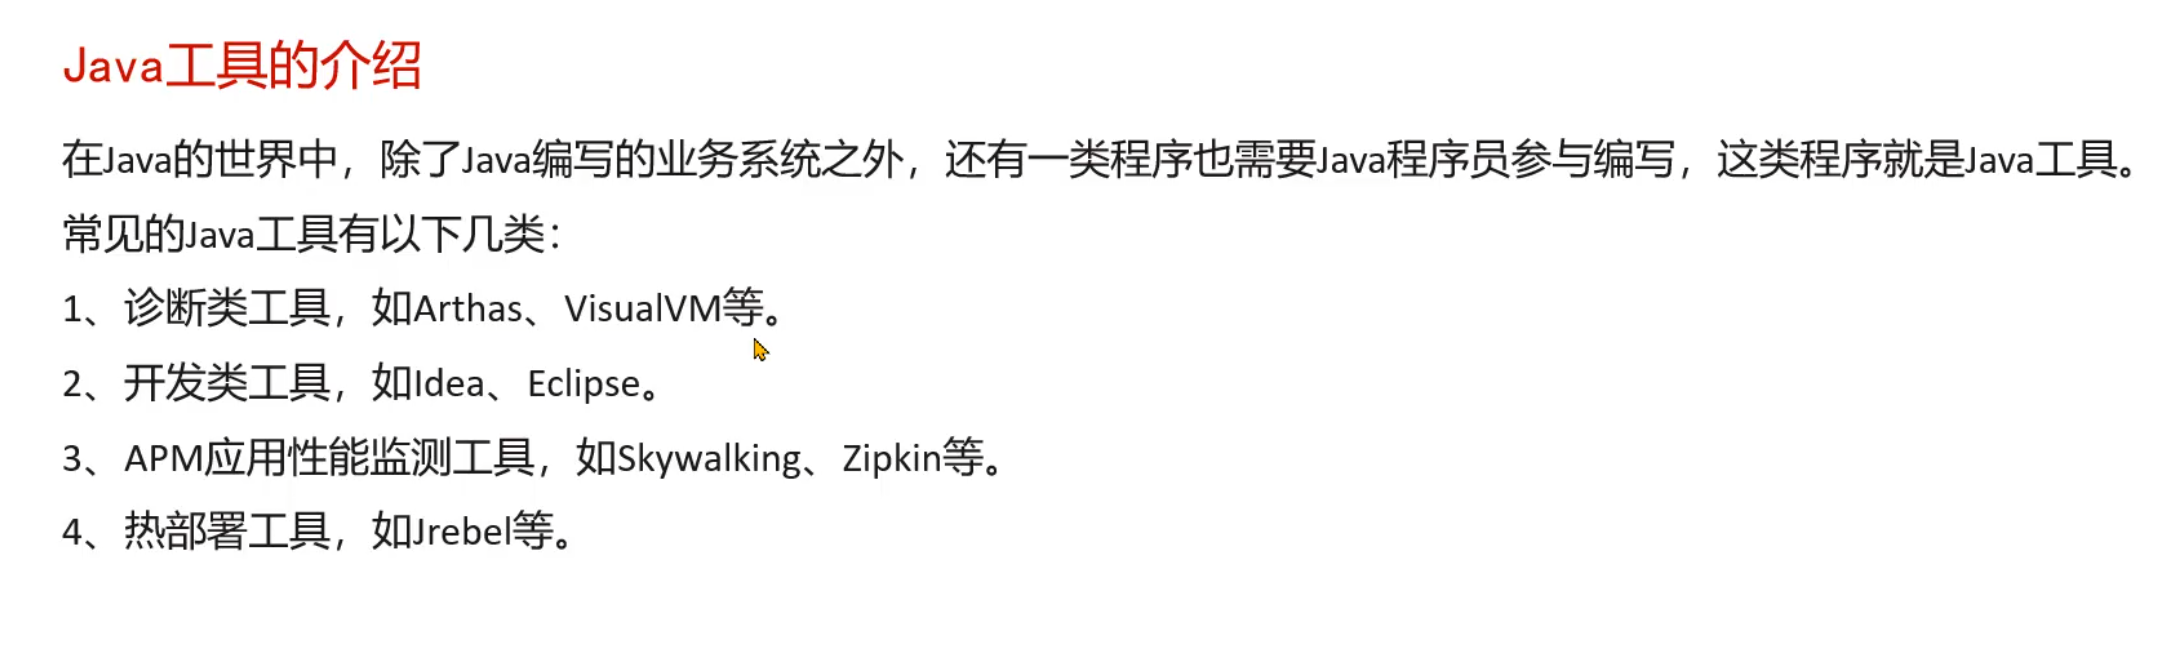 Java工具的介绍
在Java的世界中，除了Java编写的业务系统之外，还有一类程序也需要Java程序员参与编写，这类程序就是Java工具。
常见的Java工具有以下几类：
1、诊断类工具，如Arthas、VisualVM等。
2、开发类工具，如Idea、Eclipse。
3、APM应用性能监测工具，如Skywalking、Zipkin等。
4、热部署工具，如Jrebel等。